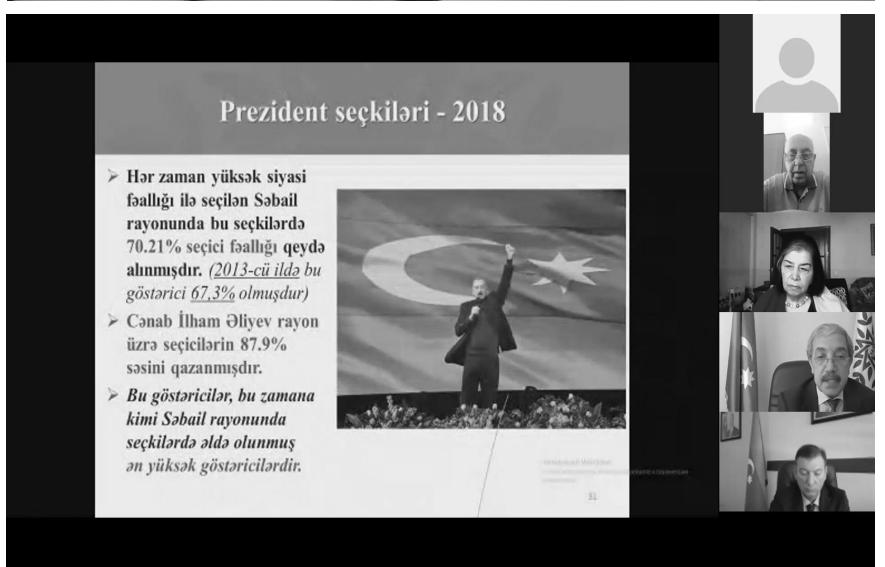 Prezident seçkiləri - 2018
Hər zaman yüksək siyasi
fəallığı ilə seçilən Səbail
rayonunda bu seçkilərdə
70.21% seçici fəallığı qeydə
alınmışdır. (2013-cü ildə bu
göstərici 67,3% olmuşdur)
Cənab İlham Əliyev rayon
üzrə seçicilərin 87.9%
səsini qazanmışdır.
Bu göstəricilər, bu zamana
kimi Səbail rayonunda
seçkilərdə əldə olunmuş
ən yüksək göstəricilərdir.
31